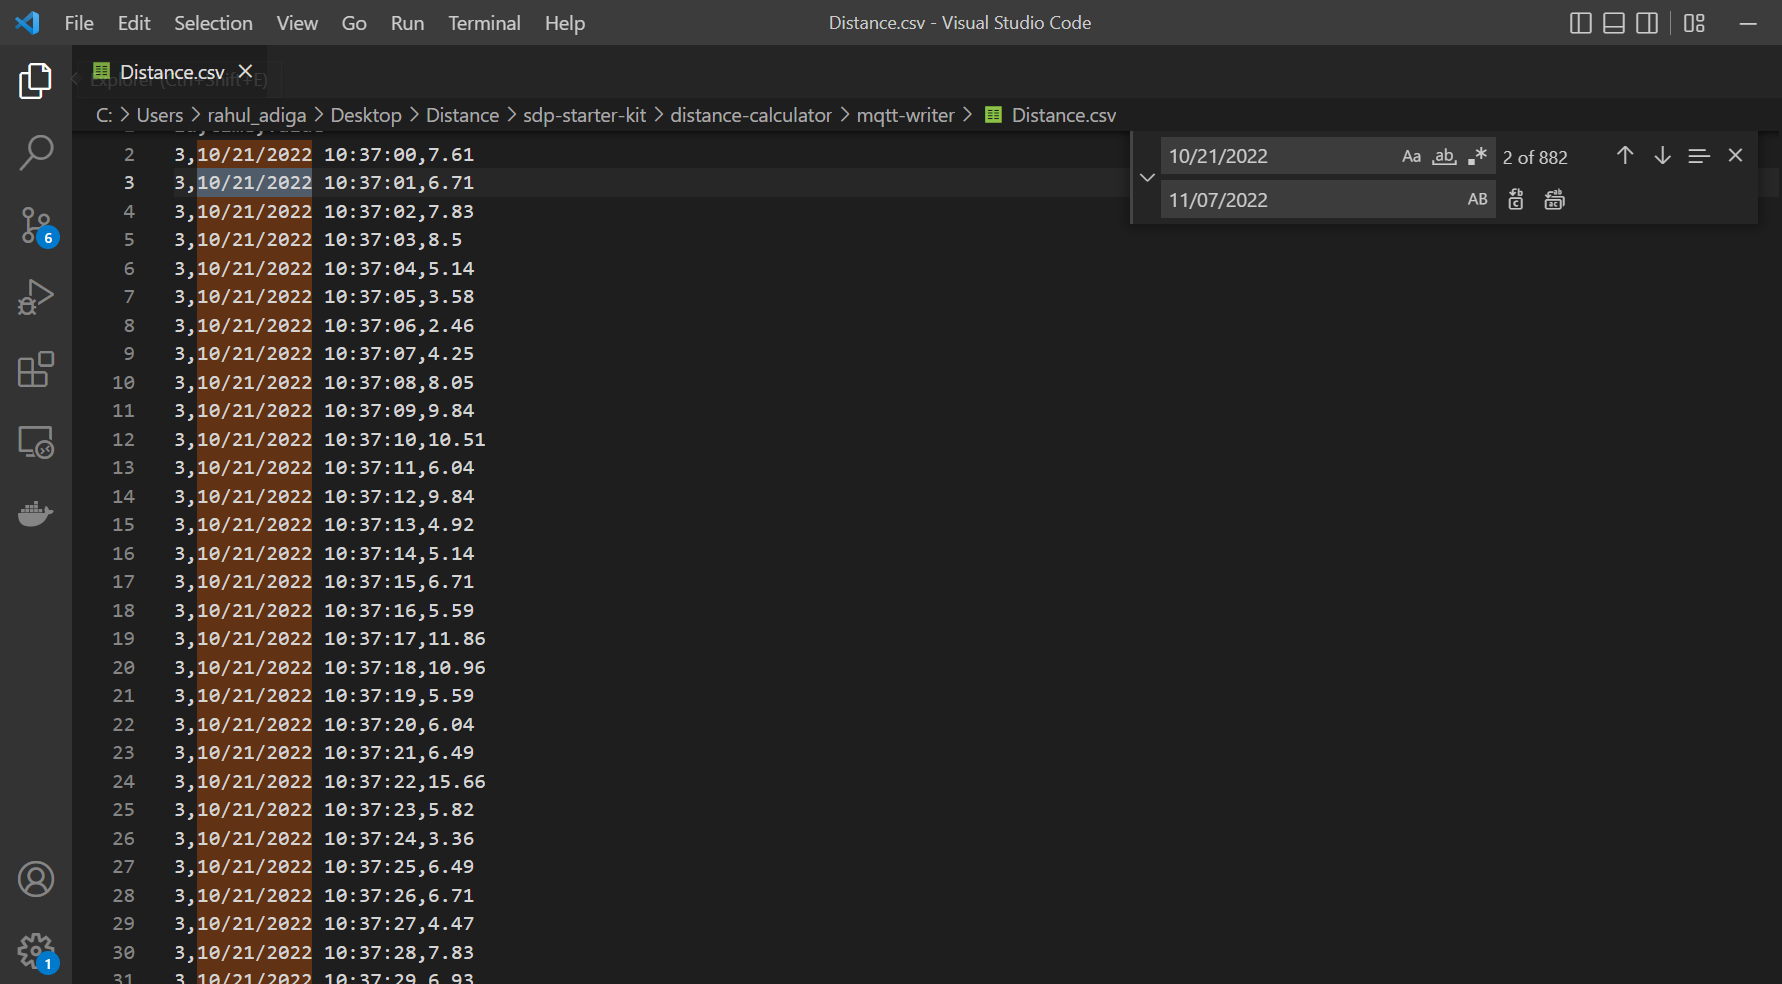 File Edit Selection View Go Run Terminal Help Distance.csv - Visual Studio Code
Distance.csv
Explorer (Ctrl+Shift+E)
C: > Users > rahul_adiga > Desktop > Distance > sdp-starter-kit > distance-calculator > mqtt-writer > Distance.csv
10/21/2022 Aa ab .* 2 of 882
11/07/2022 AB
2 3,10/21/2022 10:37:00,7.61
3 3,10/21/2022 10:37:01,6.71
4 3,10/21/2022 10:37:02,7.83
5 3,10/21/2022 10:37:03,8.5
6 3,10/21/2022 10:37:04,5.14
7 3,10/21/2022 10:37:05,3.58
8 3,10/21/2022 10:37:06,2.46
9 3,10/21/2022 10:37:07,4.25
10 3,10/21/2022 10:37:08,8.05
11 3,10/21/2022 10:37:09,9.84
12 3,10/21/2022 10:37:10,10.51
13 3,10/21/2022 10:37:11,6.04
14 3,10/21/2022 10:37:12,9.84
15 3,10/21/2022 10:37:13,4.92
16 3,10/21/2022 10:37:14,5.14
17 3,10/21/2022 10:37:15,6.71
18 3,10/21/2022 10:37:16,5.59
19 3,10/21/2022 10:37:17,11.86
20 3,10/21/2022 10:37:18,10.96
21 3,10/21/2022 10:37:19,5.59
22 3,10/21/2022 10:37:20,6.04
23 3,10/21/2022 10:37:21,6.49
24 3,10/21/2022 10:37:22,15.66
25 3,10/21/2022 10:37:23,5.82
26 3,10/21/2022 10:37:24,3.36
27 3,10/21/2022 10:37:25,6.49
28 3,10/21/2022 10:37:26,6.71
29 3,10/21/2022 10:37:27,4.47
30 3,10/21/2022 10:37:28,7.83
31 3,10/21/2022 10:37:29,6.93
6
1